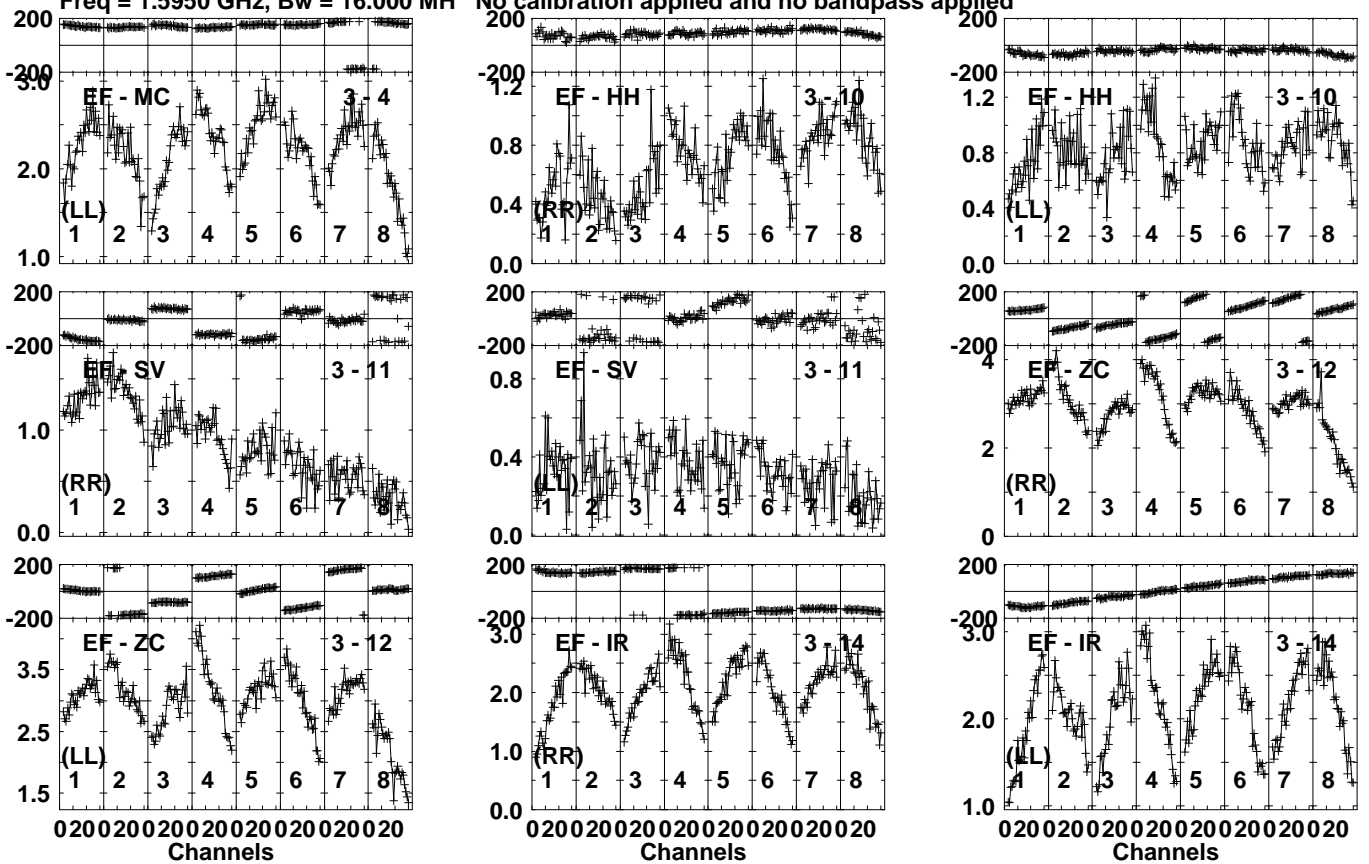 Freq = 1.5950 GHz, Bw = 16.000 MH No calibration applied and no bandpass applied
200
-200
3.0
2.0
1.0
EF - MC
3 - 4
(LL)
1 2 3 4 5 6 7 8
200
-200
1.2
0.8
0.4
0.0
EF - HH
3 - 10
(RR)
1 2 3 4 5 6 7 8
200
-200
1.2
0.8
0.4
0.0
EF - HH
3 - 10
(LL)
1 2 3 4 5 6 7 8
200
-200
1.0
0.0
EF - SV
3 - 11
(RR)
1 2 3 4 5 6 7 8
200
-200
0.8
0.4
0.0
EF - SV
3 - 11
(LL)
1 2 3 4 5 6 7 8
200
-200
4
2
0
EF - ZC
3 - 12
(RR)
1 2 3 4 5 6 7 8
200
-200
3.5
2.5
1.5
EF - ZC
3 - 12
(LL)
1 2 3 4 5 6 7 8
0 20 0 20 0 20 0 20 0 20 0 20 0 20 0 20
Channels
200
-200
3.0
2.0
1.0
0.0
EF - IR
3 - 14
(RR)
1 2 3 4 5 6 7 8
0 20 0 20 0 20 0 20 0 20 0 20 0 20 0 20
Channels
200
-200
3.0
2.0
1.0
EF - IR
3 - 14
(LL)
1 2 3 4 5 6 7 8
0 20 0 20 0 20 0 20 0 20 0 20 0 20 0 20
Channels